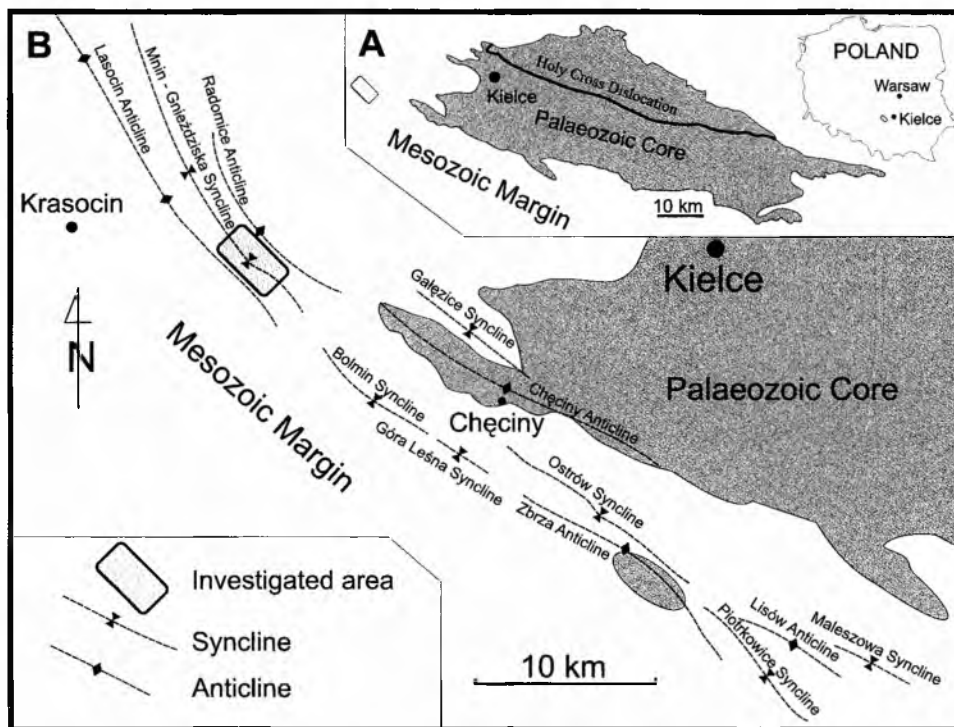 B
Lasocin Anticline
Mnin - Gnieździska Syncline
Radomice Anticline
Krasocin
N
Mesozoic Margin
A
Holy Cross Dislocation
Kielce
Palaeozoic Core
Mesozoic Margin
10 km
POLAND
Warsaw
Kielce
Kielce
Gałęzice Syncline
Palaeozoic Core
Chęciny Anticline
Chęciny
Bolmin Syncline
Góra Leśna Syncline
Ostrów Syncline
Zbrza Anticline
Piotrkowice Syncline
Lisów Anticline
Maleszowa Syncline
10 km
Investigated area
Syncline
Anticline